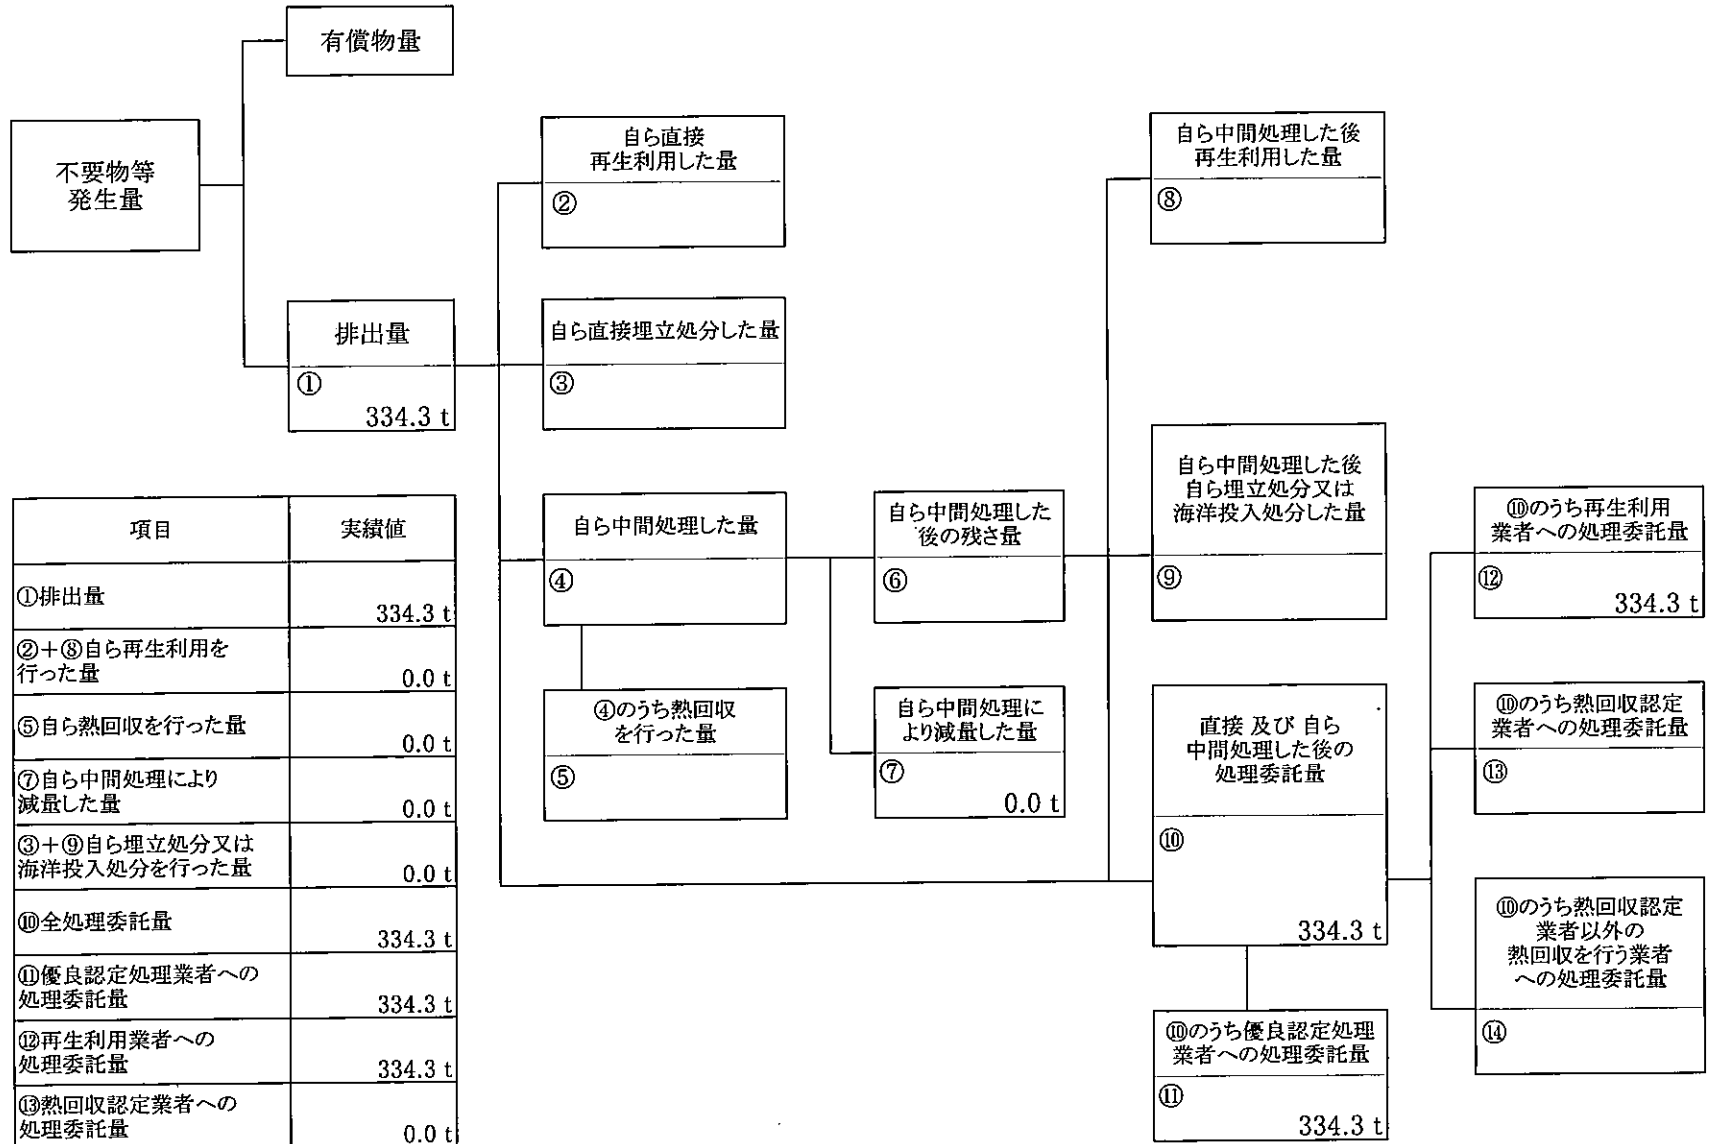 有償物量
不要物等
発生量
排出量
①
334.3 t
自ら直接
再生利用した量
②
自ら直接埋立処分した量
③
自ら中間処理した量
④
④のうち熱回収
を行った量
⑤
自ら中間処理した
後の残さ量
⑥
自ら中間処理に
より減量した量
⑦
0.0 t
自ら中間処理した後
再生利用した量
⑧
自ら中間処理した後
自ら埋立処分又は
海洋投入処分した量
⑨
直接 及び 自ら
中間処理した後の
処理委託量
⑩
334.3 t
⑩のうち優良認定処理
業者への処理委託量
⑪
334.3 t
⑩のうち再生利用
業者への処理委託量
⑫
334.3 t
⑩のうち熱回収認定
業者への処理委託量
⑬
⑩のうち熱回収認定
業者以外の
熱回収を行う業者
への処理委託量
⑭
項目 実績値
①排出量 334.3 t
②+⑧自ら再生利用を
行った量 0.0 t
⑤自ら熱回収を行った量 0.0 t
⑦自ら中間処理により
減量した量 0.0 t
③+⑨自ら埋立処分又は
海洋投入処分を行った量 0.0 t
⑩全処理委託量 334.3 t
⑪優良認定処理業者への
処理委託量 334.3 t
⑫再生利用業者への
処理委託量 334.3 t
⑬熱回収認定業者への
処理委託量 0.0 t